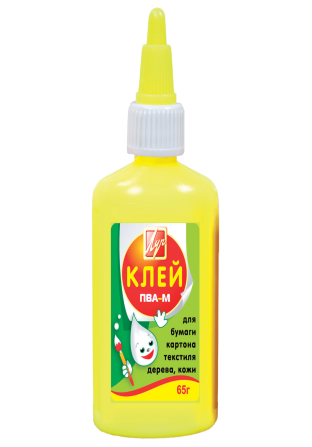 Луч
КЛЕЙ
ПВА-М
для
бумаги
картона
текстиля
дерева, кожи
65г